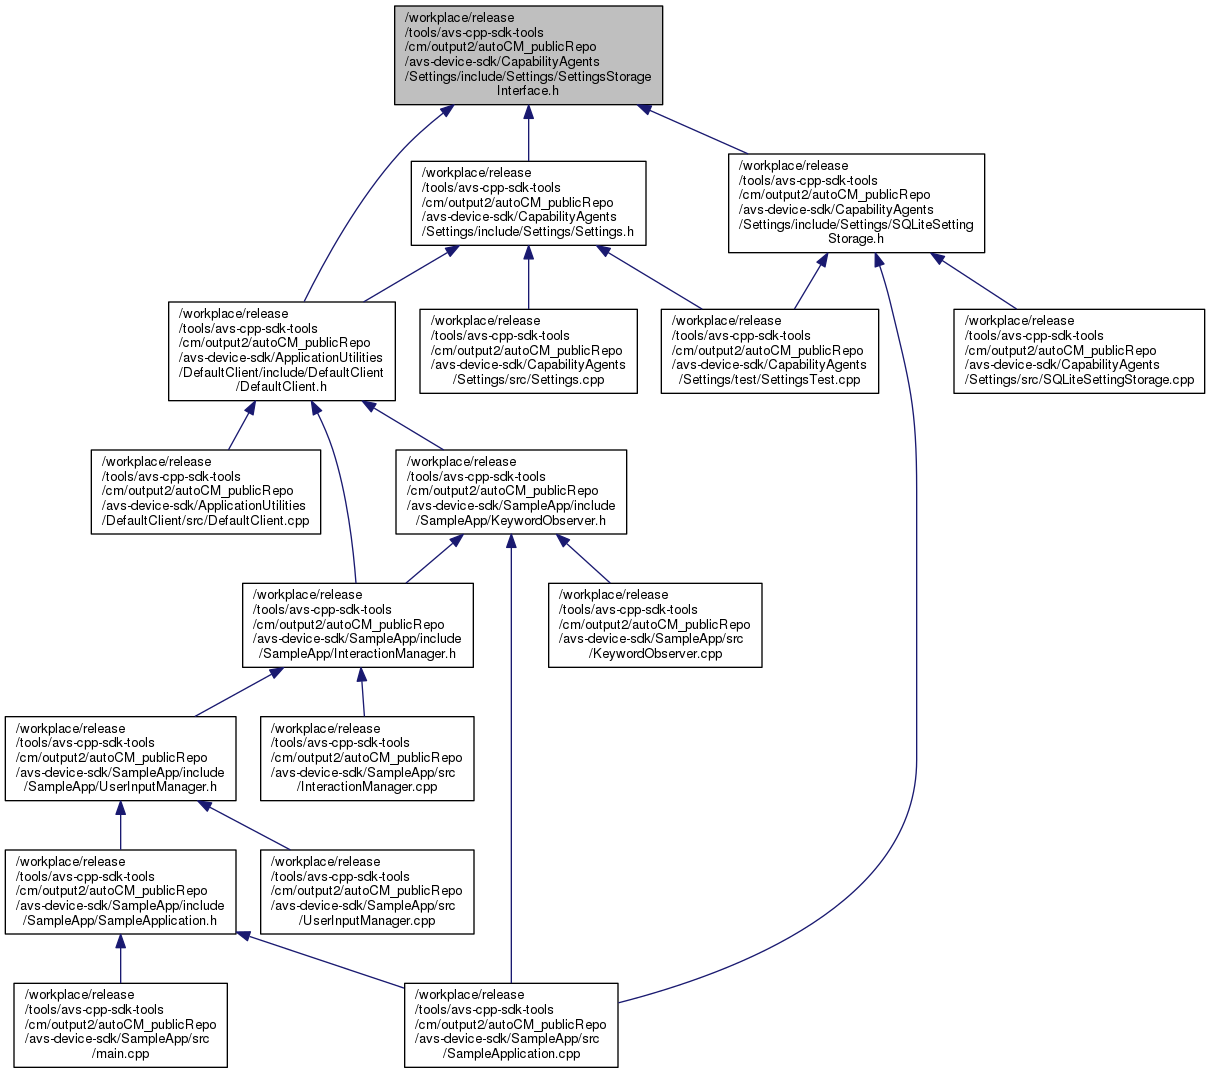 /workplace/release
/tools/avs-cpp-sdk-tools
/cm/output2/autoCM_publicRepo
/avs-device-sdk/CapabilityAgents
/Settings/include/Settings/SettingsStorage
Interface.h
/workplace/release
/tools/avs-cpp-sdk-tools
/cm/output2/autoCM_publicRepo
/avs-device-sdk/CapabilityAgents
/Settings/include/Settings/Settings.h
/workplace/release
/tools/avs-cpp-sdk-tools
/cm/output2/autoCM_publicRepo
/avs-device-sdk/CapabilityAgents
/Settings/include/Settings/SQLiteSetting
Storage.h
/workplace/release
/tools/avs-cpp-sdk-tools
/cm/output2/autoCM_publicRepo
/avs-device-sdk/ApplicationUtilities
/DefaultClient/include/DefaultClient
/DefaultClient.h
/workplace/release
/tools/avs-cpp-sdk-tools
/cm/output2/autoCM_publicRepo
/avs-device-sdk/CapabilityAgents
/Settings/src/Settings.cpp
/workplace/release
/tools/avs-cpp-sdk-tools
/cm/output2/autoCM_publicRepo
/avs-device-sdk/CapabilityAgents
/Settings/test/SettingsTest.cpp
/workplace/release
/tools/avs-cpp-sdk-tools
/cm/output2/autoCM_publicRepo
/avs-device-sdk/CapabilityAgents
/Settings/src/SQLiteSettingStorage.cpp
/workplace/release
/tools/avs-cpp-sdk-tools
/cm/output2/autoCM_publicRepo
/avs-device-sdk/ApplicationUtilities
/DefaultClient/src/DefaultClient.cpp
/workplace/release
/tools/avs-cpp-sdk-tools
/cm/output2/autoCM_publicRepo
/avs-device-sdk/SampleApp/include
/SampleApp/KeywordObserver.h
/workplace/release
/tools/avs-cpp-sdk-tools
/cm/output2/autoCM_publicRepo
/avs-device-sdk/SampleApp/include
/SampleApp/InteractionManager.h
/workplace/release
/tools/avs-cpp-sdk-tools
/cm/output2/autoCM_publicRepo
/avs-device-sdk/SampleApp/src
/KeywordObserver.cpp
/workplace/release
/tools/avs-cpp-sdk-tools
/cm/output2/autoCM_publicRepo
/avs-device-sdk/SampleApp/include
/SampleApp/UserInputManager.h
/workplace/release
/tools/avs-cpp-sdk-tools
/cm/output2/autoCM_publicRepo
/avs-device-sdk/SampleApp/src
/InteractionManager.cpp
/workplace/release
/tools/avs-cpp-sdk-tools
/cm/output2/autoCM_publicRepo
/avs-device-sdk/SampleApp/include
/SampleApp/SampleApplication.h
/workplace/release
/tools/avs-cpp-sdk-tools
/cm/output2/autoCM_publicRepo
/avs-device-sdk/SampleApp/src
/UserInputManager.cpp
/workplace/release
/tools/avs-cpp-sdk-tools
/cm/output2/autoCM_publicRepo
/avs-device-sdk/SampleApp/src
/main.cpp
/workplace/release
/tools/avs-cpp-sdk-tools
/cm/output2/autoCM_publicRepo
/avs-device-sdk/SampleApp/src
/SampleApplication.cpp